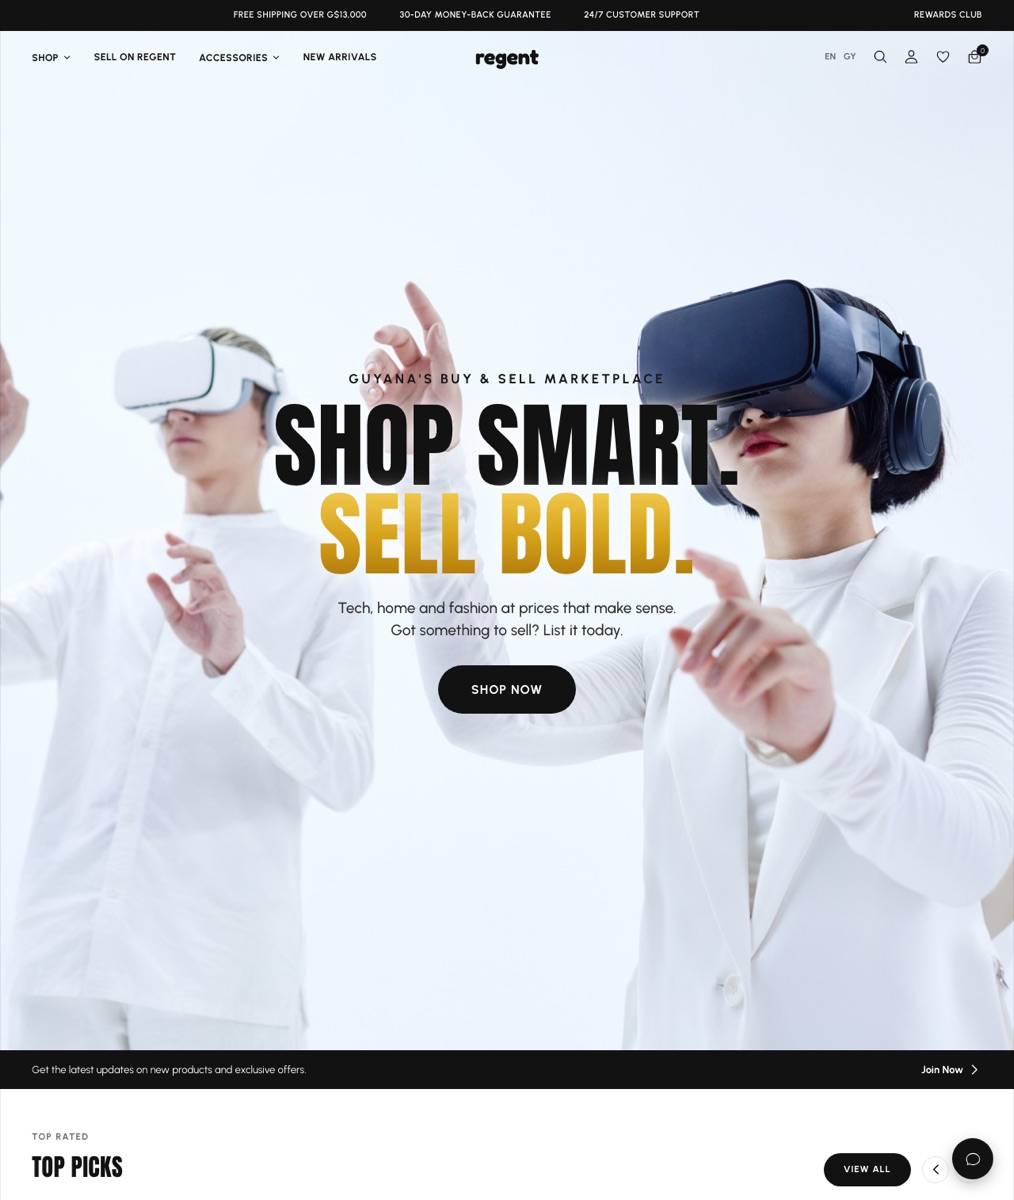 FREE SHIPPING OVER G$13,000 30-DAY MONEY-BACK GUARANTEE 24/7 CUSTOMER SUPPORT REWARDS CLUB
SHOP SELL ON REGENT ACCESSORIES NEW ARRIVALS regent EN GY 0
GUYANA'S BUY & SELL MARKETPLACE
SHOP SMART.
SELL BOLD.
Tech, home and fashion at prices that make sense.
Got something to sell? List it today.
SHOP NOW
Get the latest updates on new products and exclusive offers. Join Now
TOP RATED
TOP PICKS VIEW ALL